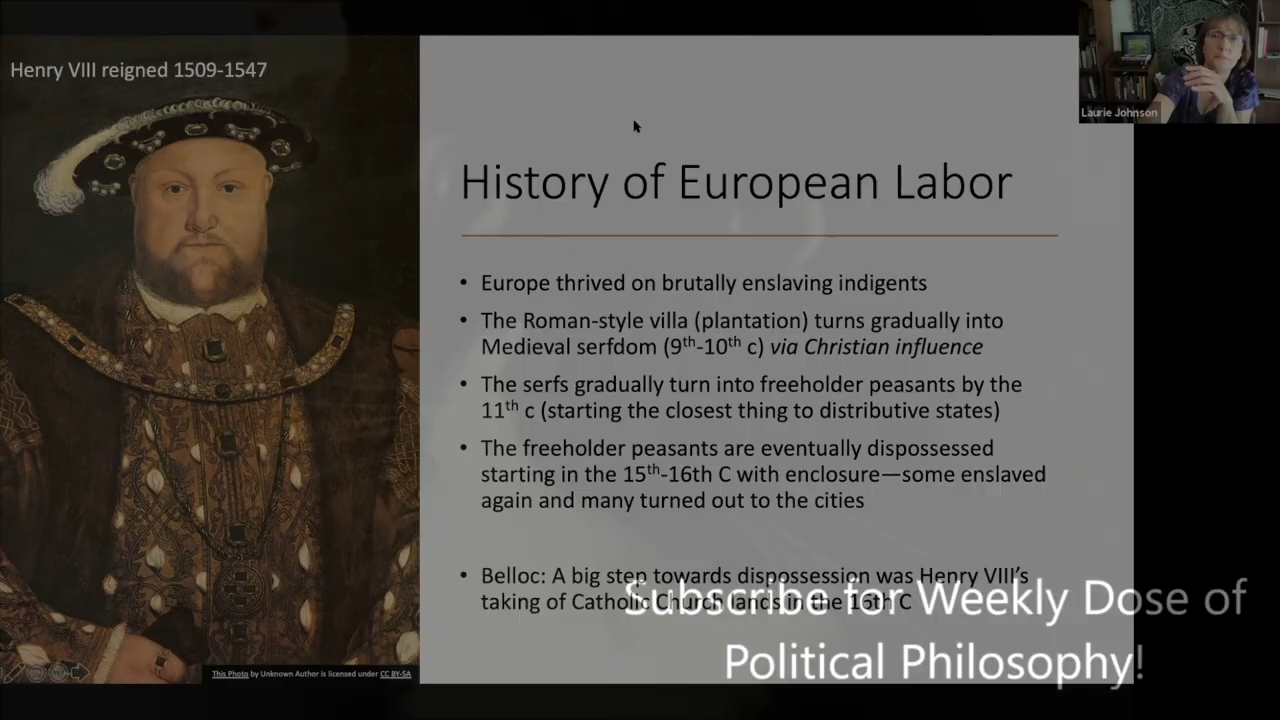 Henry VIII reigned 1509-1547
Laurie Johnson
History of European Labor
• Europe thrived on brutally enslaving indigents
• The Roman-style villa (plantation) turns gradually into
Medieval serfdom (9th-10th c) via Christian influence
• The serfs gradually turn into freeholder peasants by the
11th c (starting the closest thing to distributive states)
• The freeholder peasants are eventually dispossessed
starting in the 15th-16th C with enclosure—some enslaved
again and many turned out to the cities
• Belloc: A big step towards dispossession was Henry VIII’s
taking of Catholic Church lands in the 16th C
Subscribe for Weekly Dose of
Political Philosophy!
This Photo by Unknown Author is licensed under CC BY-SA